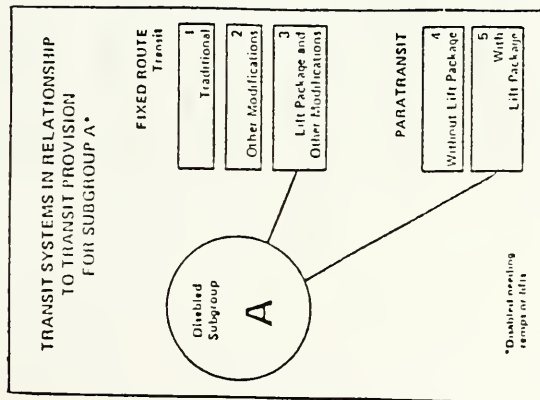 TRANSIT SYSTEMS IN RELATIONSHIP
TO TRANSIT PROVISION
FOR SUBGROUP A*
FIXED ROUTE
Transit
1
Traditional
2
Other Modifications
3
Lift Package and
Other Modifications
Disabled
Subgroup
A
PARATRANSIT
4
Without Lift Package
5
With
Lift Package
*Disabled needing
ramps or lifts